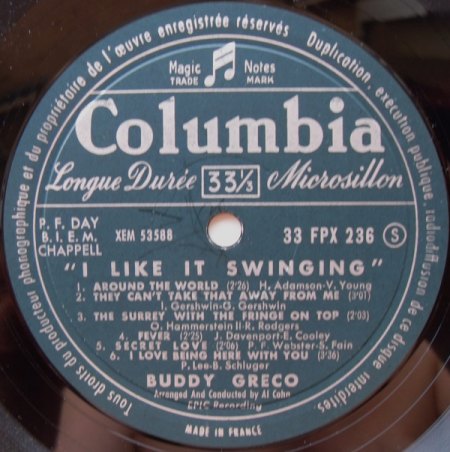 Tous droits du producteur phonographique et du propriétaire de l'œuvre enregistrée réservés Duplication, exécution publique, radiodiffusion de ce disque interdites
Magic Notes
TRADE MARK
Columbia
Longue Durée 33⅓ Microsillon
P. F. DAY
B. I. E. M.
CHAPPELL
XEM 53588
33 FPX 236 S
"I LIKE IT SWINGING"
1. AROUND THE WORLD (2'26) H. Adamson-V. Young
2. THEY CAN'T TAKE THAT AWAY FROM ME (3'01)
I. Gershwin-G. Gershwin
3. THE SURREY WITH THE FRINGE ON TOP (2'03)
O. Hammerstein II-R. Rodgers
4. FEVER (2'35) J. Davenport-E. Cooley
5. SECRET LOVE (2'06) P. F. Webster-S. Fain
6. I LOVE BEING HERE WITH YOU (3'36)
P. Lee-B. Schluger
BUDDY GRECO
Arranged And Conducted by Al Cohn
EPIC Recording
MADE IN FRANCE